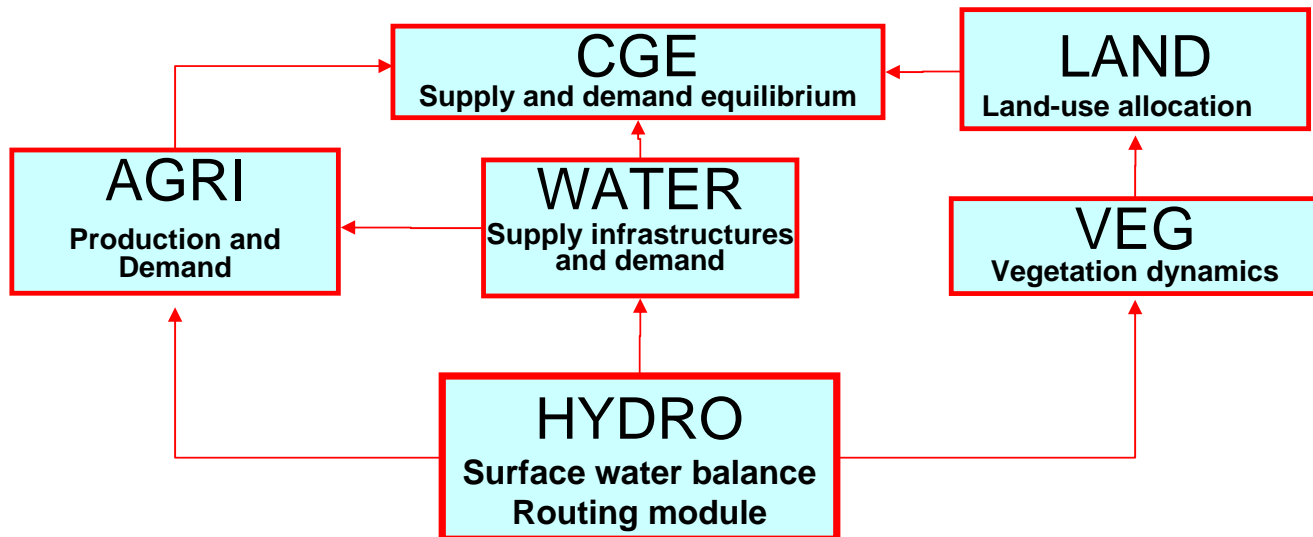 CGE
Supply and demand equilibrium
LAND
Land-use allocation
AGRI
Production and
Demand
WATER
Supply infrastructures
and demand
VEG
Vegetation dynamics
HYDRO
Surface water balance
Routing module